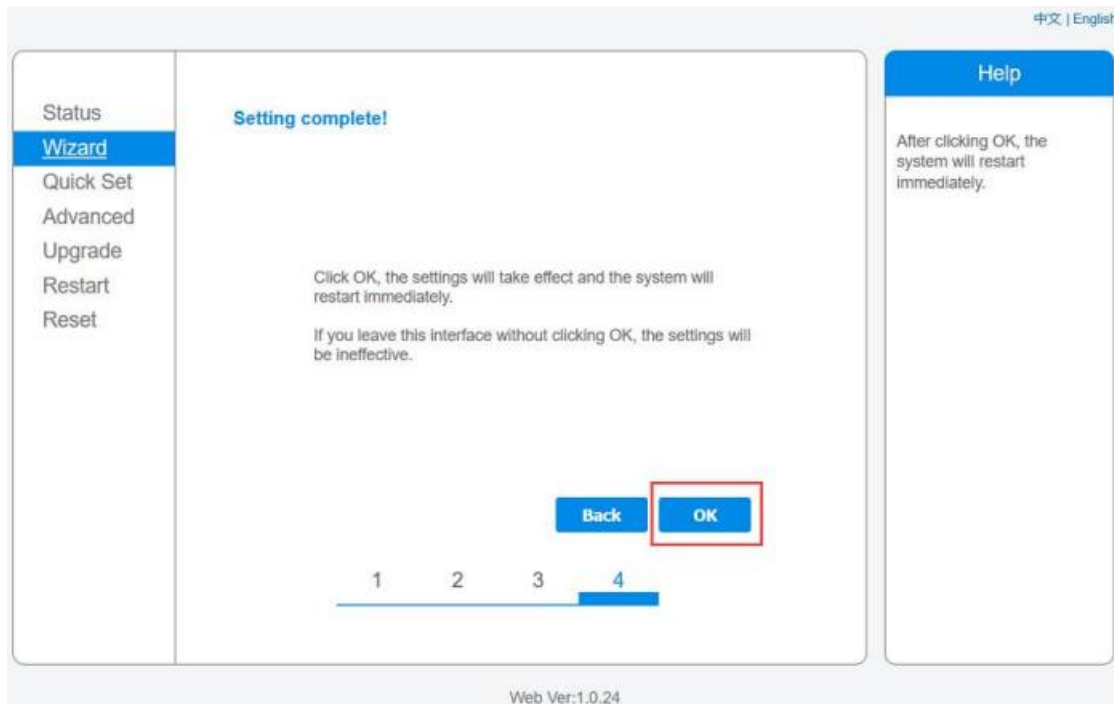 中文 | English
Status
Wizard
Quick Set
Advanced
Upgrade
Restart
Reset
Setting complete!
Click OK, the settings will take effect and the system will
restart immediately.
If you leave this interface without clicking OK, the settings will
be ineffective.
Back OK
1 2 3 4
Help
After clicking OK, the
system will restart
immediately.
Web Ver:1.0.24